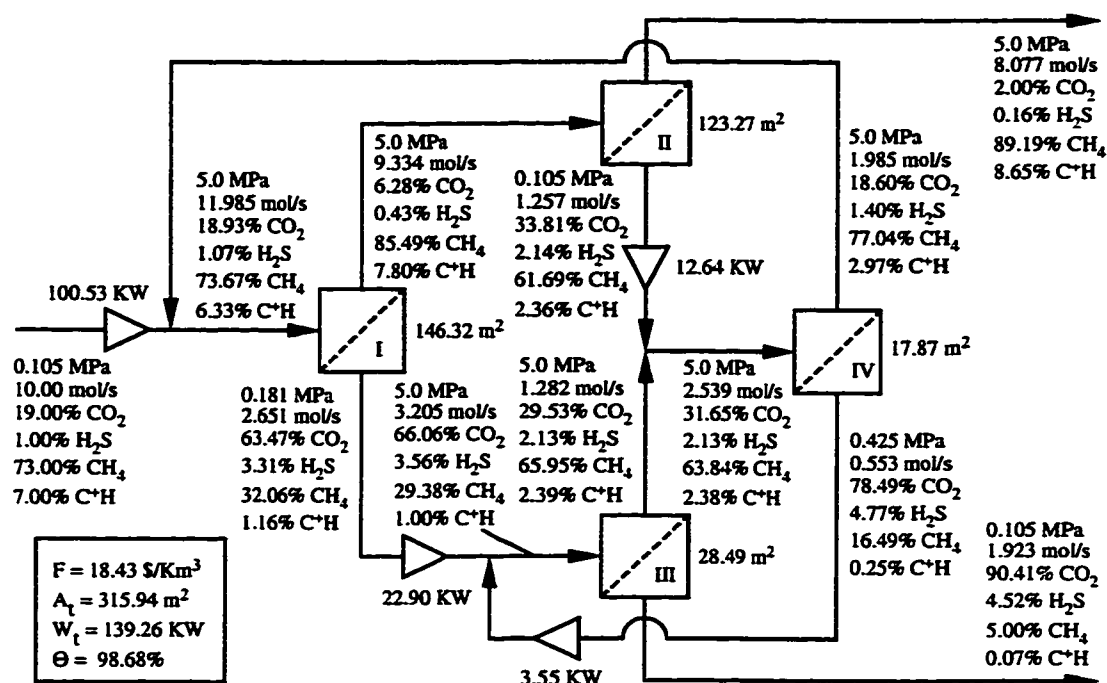 5.0 MPa
8.077 mol/s
2.00% CO₂
0.16% H₂S
89.19% CH₄
8.65% C⁺H
II
123.27 m²
5.0 MPa
9.334 mol/s
6.28% CO₂
0.43% H₂S
85.49% CH₄
7.80% C⁺H
5.0 MPa
11.985 mol/s
18.93% CO₂
1.07% H₂S
73.67% CH₄
6.33% C⁺H
0.105 MPa
1.257 mol/s
33.81% CO₂
2.14% H₂S
61.69% CH₄
2.36% C⁺H
12.64 KW
5.0 MPa
1.985 mol/s
18.60% CO₂
1.40% H₂S
77.04% CH₄
2.97% C⁺H
100.53 KW
I
146.32 m²
IV
17.87 m²
0.105 MPa
10.00 mol/s
19.00% CO₂
1.00% H₂S
73.00% CH₄
7.00% C⁺H
0.181 MPa
2.651 mol/s
63.47% CO₂
3.31% H₂S
32.06% CH₄
1.16% C⁺H
5.0 MPa
3.205 mol/s
66.06% CO₂
3.56% H₂S
29.38% CH₄
1.00% C⁺H
5.0 MPa
1.282 mol/s
29.53% CO₂
2.13% H₂S
65.95% CH₄
2.39% C⁺H
5.0 MPa
2.539 mol/s
31.65% CO₂
2.13% H₂S
63.84% CH₄
2.38% C⁺H
0.425 MPa
0.553 mol/s
78.49% CO₂
4.77% H₂S
16.49% CH₄
0.25% C⁺H
III
28.49 m²
22.90 KW
3.55 KW
0.105 MPa
1.923 mol/s
90.41% CO₂
4.52% H₂S
5.00% CH₄
0.07% C⁺H
F = 18.43 $/Km³
Aₜ = 315.94 m²
Wₜ = 139.26 KW
Θ = 98.68%